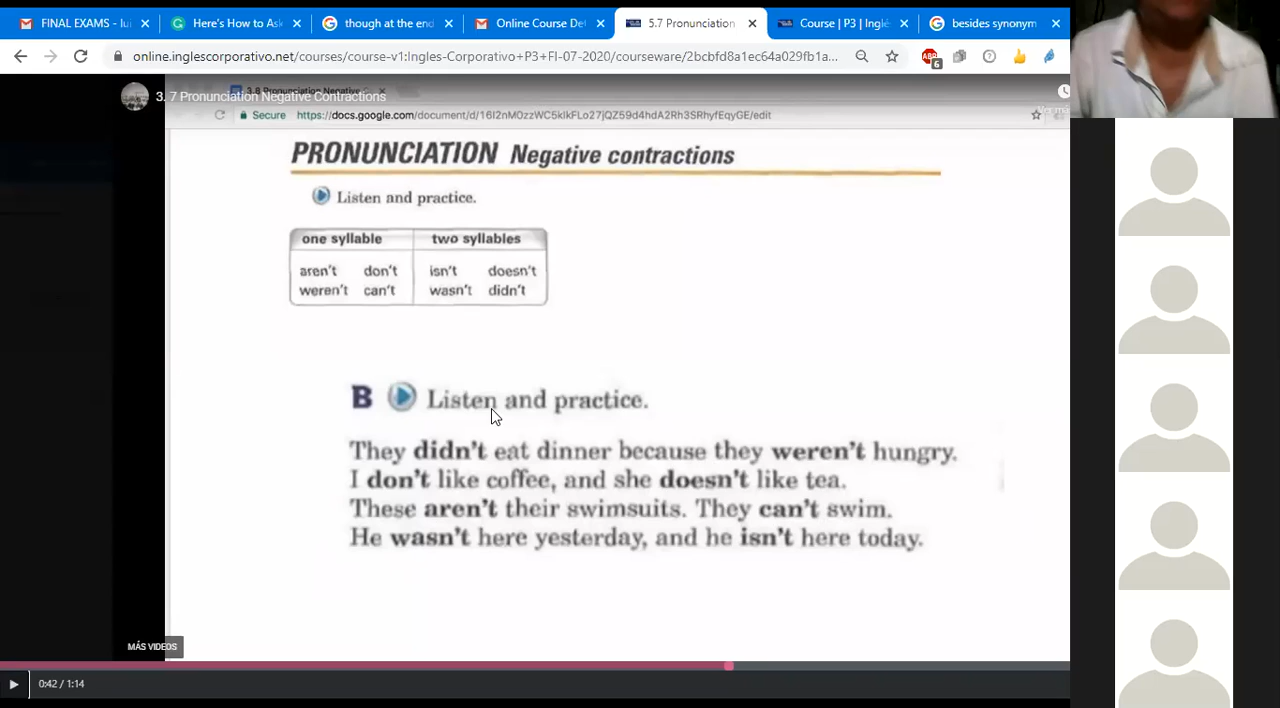 FINAL EXAMS - lui
Here's How to Ask
though at the end
Online Course De
5.7 Pronunciation
Course | P3 | Inglé
besides synonym
online.inglescorporativo.net/courses/course-v1:Ingles-Corporativo+P3+FI-07-2020/courseware/2bcbfd8a1ec64a029fb1a...
6
3. 7 Pronunciation Negative Contractions
Secure https://docs.google.com/document/d/16I2nM0zzWC5kIkFLo27jQZ59d4hdA2Rh3SRhyfEqyGE/edit
PRONUNCIATION Negative contractions
Listen and practice.
one syllable two syllables
aren't don't isn't doesn't
weren't can't wasn't didn't
B Listen and practice.
They didn't eat dinner because they weren't hungry.
I don't like coffee, and she doesn't like tea.
These aren't their swimsuits. They can't swim.
He wasn't here yesterday, and he isn't here today.
MÁS VIDEOS
0:42 / 1:14